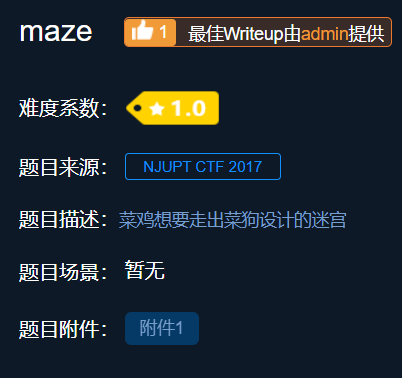 maze 1 最佳Writeup由admin提供
难度系数： 1.0
题目来源： NJUPT CTF 2017
题目描述： 菜鸡想要走出菜狗设计的迷宫
题目场景： 暂无
题目附件： 附件1